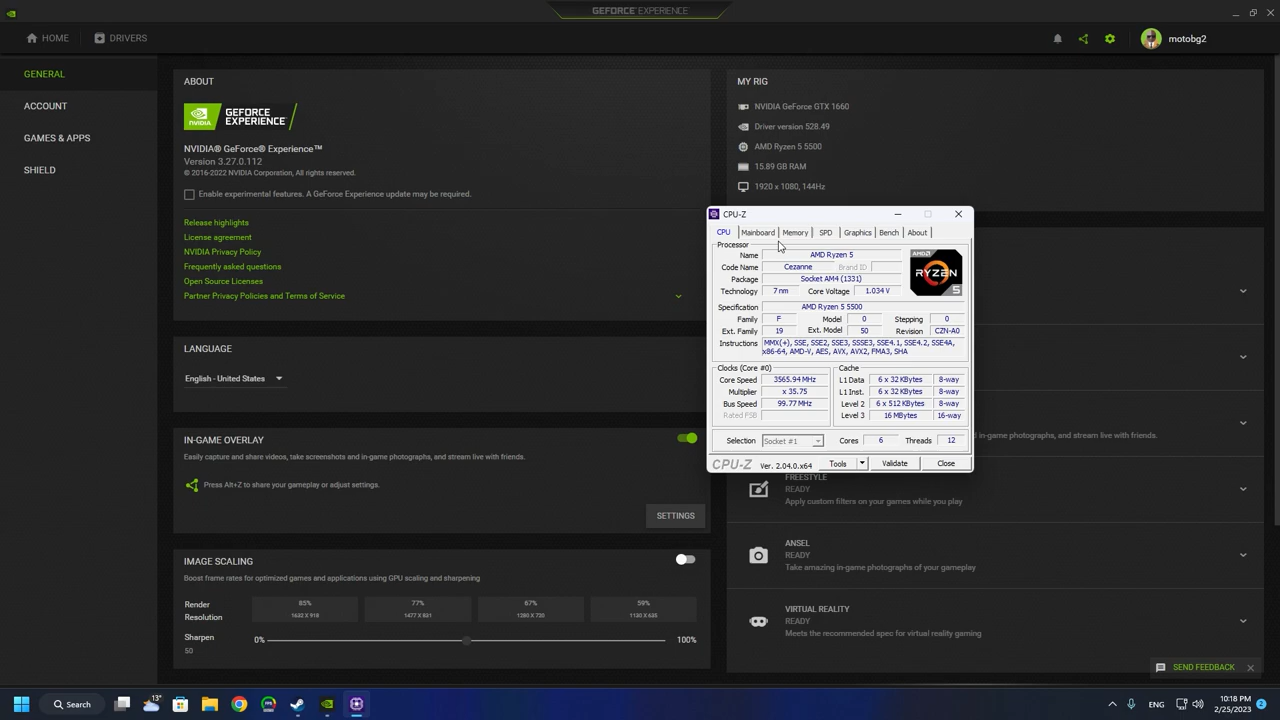 GEFORCE EXPERIENCE
HOME
DRIVERS
motobg2
GENERAL
ACCOUNT
GAMES & APPS
SHIELD
ABOUT
GEFORCE
EXPERIENCE
NVIDIA
NVIDIA® GeForce® Experience™
Version 3.27.0.112
© 2016-2022 NVIDIA Corporation, All rights reserved.
Enable experimental features. A GeForce Experience update may be required.
Release highlights
License agreement
NVIDIA Privacy Policy
Frequently asked questions
Open Source Licenses
Partner Privacy Policies and Terms of Service
LANGUAGE
English - United States
IN-GAME OVERLAY
Easily capture and share videos, take screenshots and in-game photographs, and stream live with friends.
Press Alt+Z to share your gameplay or adjust settings.
SETTINGS
IMAGE SCALING
Boost frame rates for optimized games and applications using GPU scaling and sharpening
Render
Resolution
85%
1632 X 918
77%
1477 X 831
67%
1280 X 720
59%
1130 X 635
Sharpen
50
0%
100%
MY RIG
NVIDIA GeForce GTX 1660
Driver version 528.49
AMD Ryzen 5 5500
15.89 GB RAM
1920 x 1080, 144Hz
CPU-Z
CPU Mainboard Memory SPD Graphics Bench About
Processor
Name AMD Ryzen 5
Code Name Cezanne Brand ID
Package Socket AM4 (1331)
Technology 7 nm Core Voltage 1.034 V
AMD
RYZEN
5
Specification AMD Ryzen 5 5500
Family F Model 0 Stepping 0
Ext. Family 19 Ext. Model 50 Revision CZN-A0
Instructions MMX(+), SSE, SSE2, SSE3, SSSE3, SSE4.1, SSE4.2, SSE4A,
x86-64, AMD-V, AES, AVX, AVX2, FMA3, SHA
Clocks (Core #0)
Core Speed 3565.94 MHz
Multiplier x 35.75
Bus Speed 99.77 MHz
Rated FSB
Cache
L1 Data 6 x 32 KBytes 8-way
L1 Inst. 6 x 32 KBytes 8-way
Level 2 6 x 512 KBytes 8-way
Level 3 16 MBytes 16-way
Selection Socket #1 Cores 6 Threads 12
CPU-Z Ver. 2.04.0.x64 Tools Validate Close
d in-game photographs, and stream live with friends.
FREESTYLE
READY
Apply custom filters on your games while you play
ANSEL
READY
Take amazing in-game photographs of your gameplay
VIRTUAL REALITY
READY
Meets the recommended spec for virtual reality gaming
SEND FEEDBACK
Search
13°
ENG
10:18 PM
2/25/2023
2